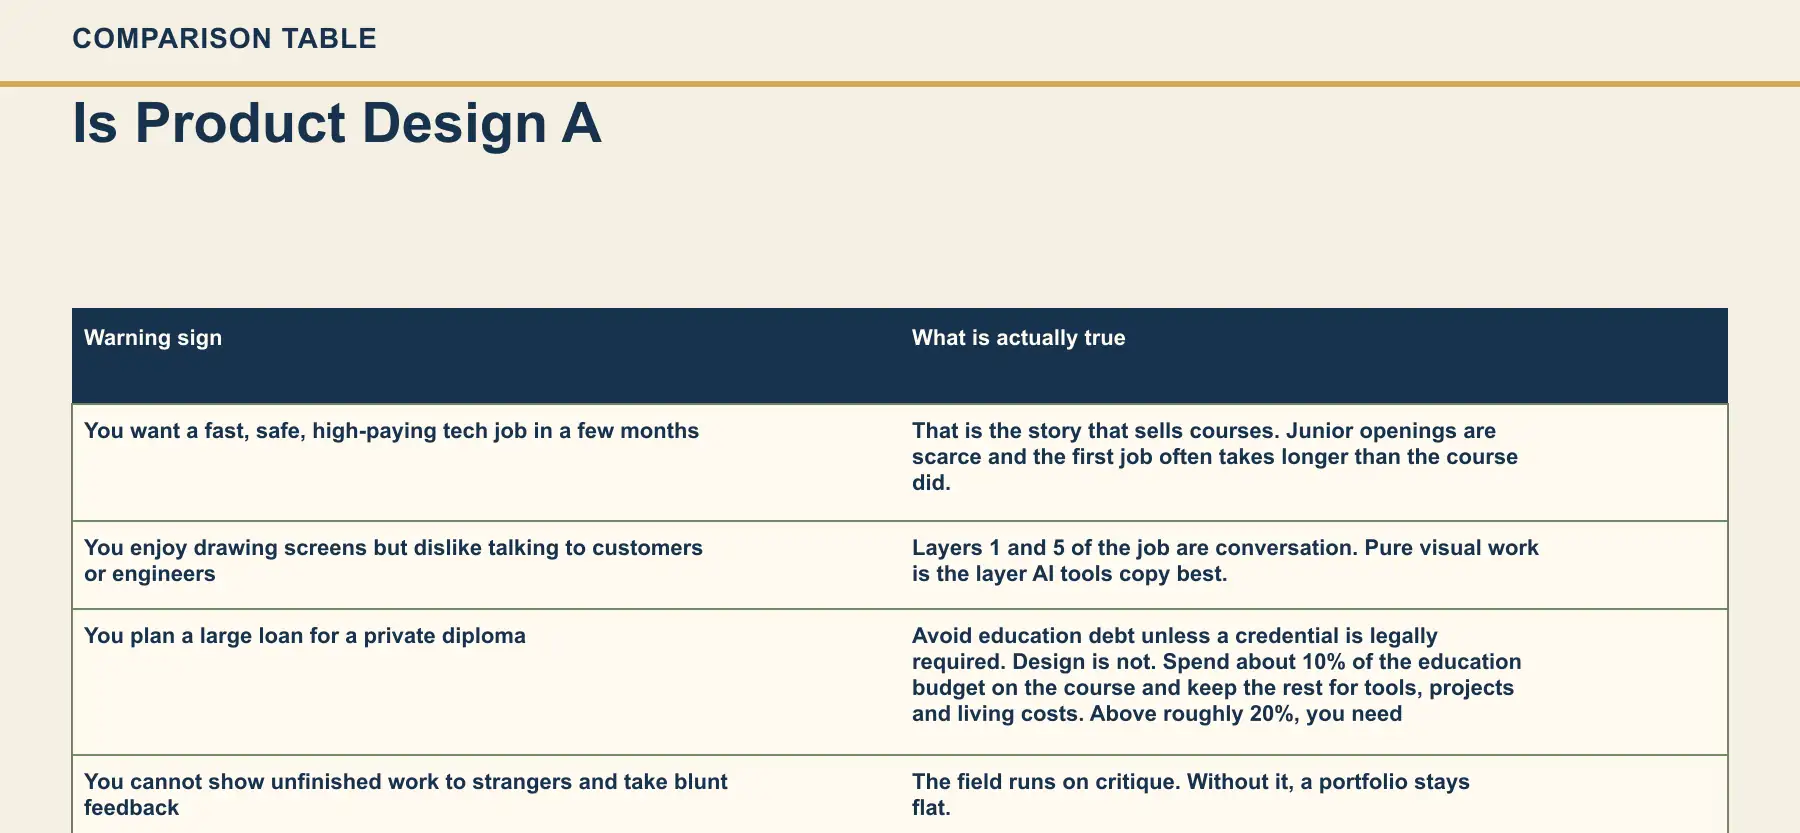 COMPARISON TABLE
Is Product Design A
Warning sign
What is actually true
You want a fast, safe, high-paying tech job in a few months
That is the story that sells courses. Junior openings are
scarce and the first job often takes longer than the course
did.
You enjoy drawing screens but dislike talking to customers
or engineers
Layers 1 and 5 of the job are conversation. Pure visual work
is the layer AI tools copy best.
You plan a large loan for a private diploma
Avoid education debt unless a credential is legally
required. Design is not. Spend about 10% of the education
budget on the course and keep the rest for tools, projects
and living costs. Above roughly 20%, you need
You cannot show unfinished work to strangers and take blunt
feedback
The field runs on critique. Without it, a portfolio stays
flat.